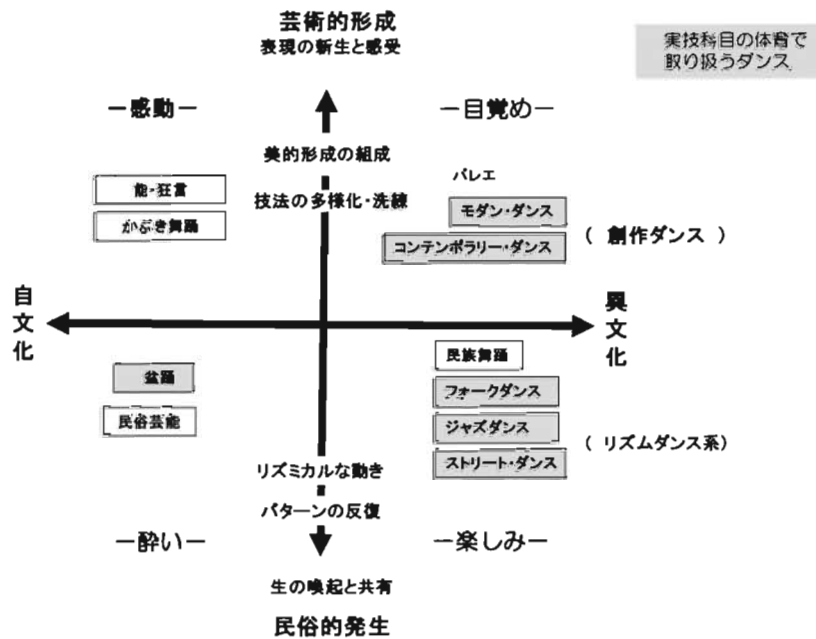 芸術的形成
表現の新生と感受
実技科目の体育で
取り扱うダンス
ー感動ー
ー目覚めー
美的形成の組成
技法の多様化・洗練
能・狂言
かぶき舞踊
バレエ
モダン・ダンス
コンテンポラリー・ダンス
( 創作ダンス )
自文化
異文化
盆踊
民俗芸能
民族舞踊
フォークダンス
ジャズダンス
ストリート・ダンス
( リズムダンス系)
リズミカルな動き
パターンの反復
ー酔いー
ー楽しみー
生の喚起と共有
民俗的発生